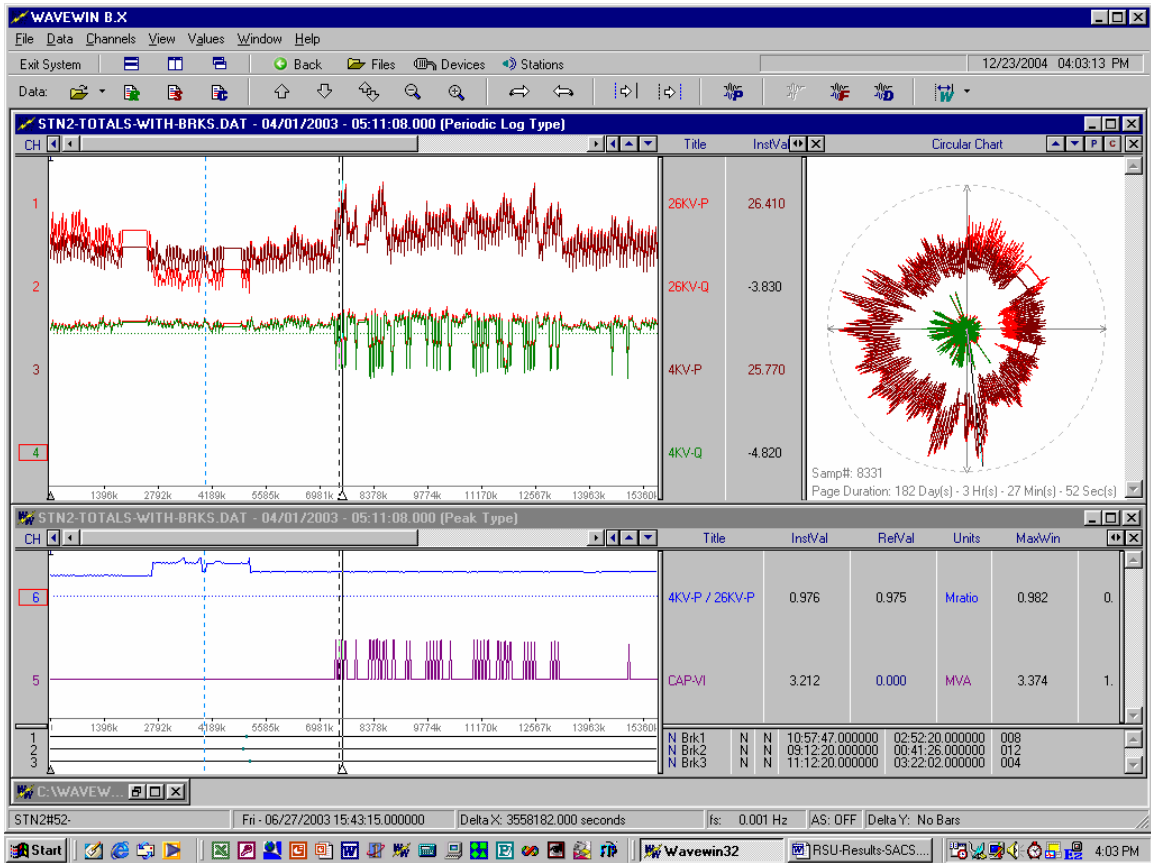 WAVEWIN B.X
File Data Channels View Values Window Help
Exit System Back Files Devices Stations 12/23/2004 04:03:13 PM
Data: P F D W
STN2-TOTALS-WITH-BRKS.DAT - 04/01/2003 - 05:11:08.000 (Periodic Log Type)
CH Title InstVal Circular Chart P C
1 26KV-P 26.410
2 26KV-Q -3.830
3 4KV-P 25.770
4 4KV-Q -4.820
Samp#: 8331
Page Duration: 182 Day(s) - 3 Hr(s) - 27 Min(s) - 52 Sec(s)
1396k 2792k 4189k 5585k 6981k 8378k 9774k 11170k 12567k 13963k 15360k
STN2-TOTALS-WITH-BRKS.DAT - 04/01/2003 - 05:11:08.000 (Peak Type)
CH Title InstVal RefVal Units MaxWin
6 4KV-P / 26KV-P 0.976 0.975 Mratio 0.982 0.
5 CAP-VI 3.212 0.000 MVA 3.374 1.
1396k 2792k 4189k 5585k 6981k 8378k 9774k 11170k 12567k 13963k 15360k
1 N Brk1 N N 10:57:47.000000 02:52:20.000000 008
2 N Brk2 N N 09:12:20.000000 00:41:26.000000 012
3 N Brk3 N N 11:12:20.000000 03:22:02.000000 004
C:\WAVEW...
STN2#52- Fri - 06/27/2003 15:43:15.000000 Delta X: 3558182.000 seconds fs: 0.001 Hz AS: OFF Delta Y: No Bars
Start Wavewin32 RSU-Results-SACS.... 4:03 PM